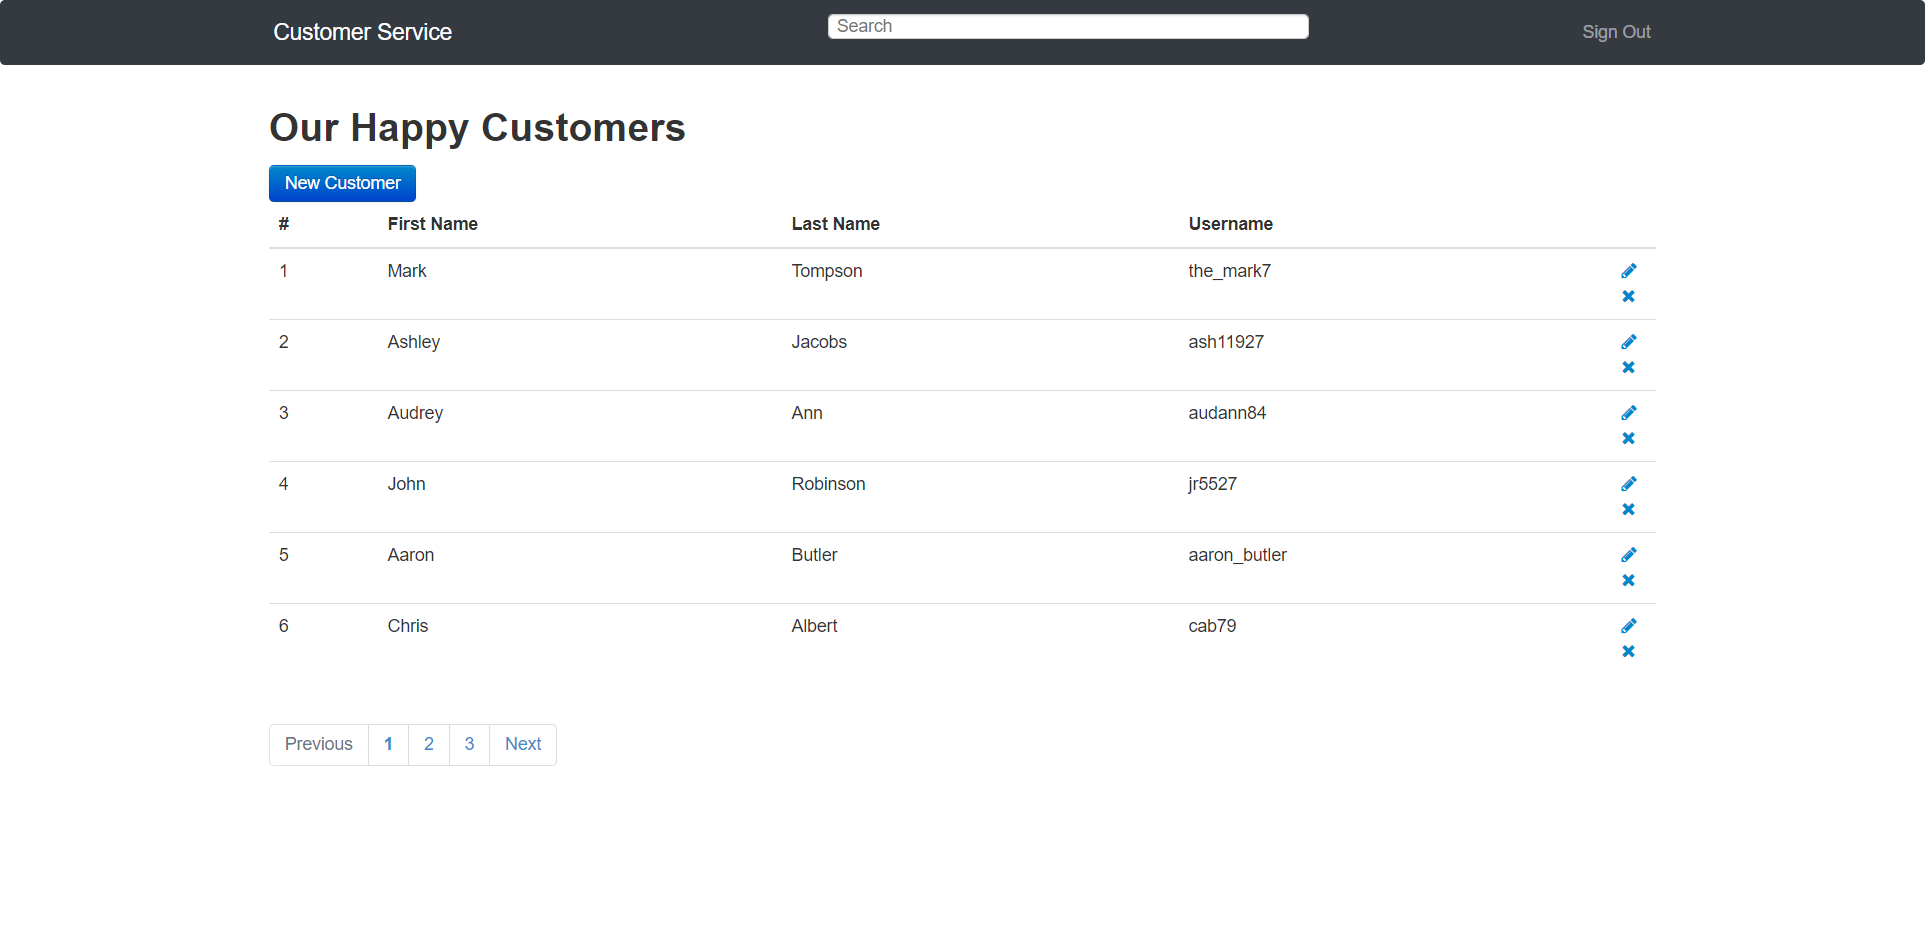 Customer Service Search Sign Out
Our Happy Customers
New Customer
# First Name Last Name Username
1 Mark Tompson the_mark7
2 Ashley Jacobs ash11927
3 Audrey Ann audann84
4 John Robinson jr5527
5 Aaron Butler aaron_butler
6 Chris Albert cab79
Previous 1 2 3 Next